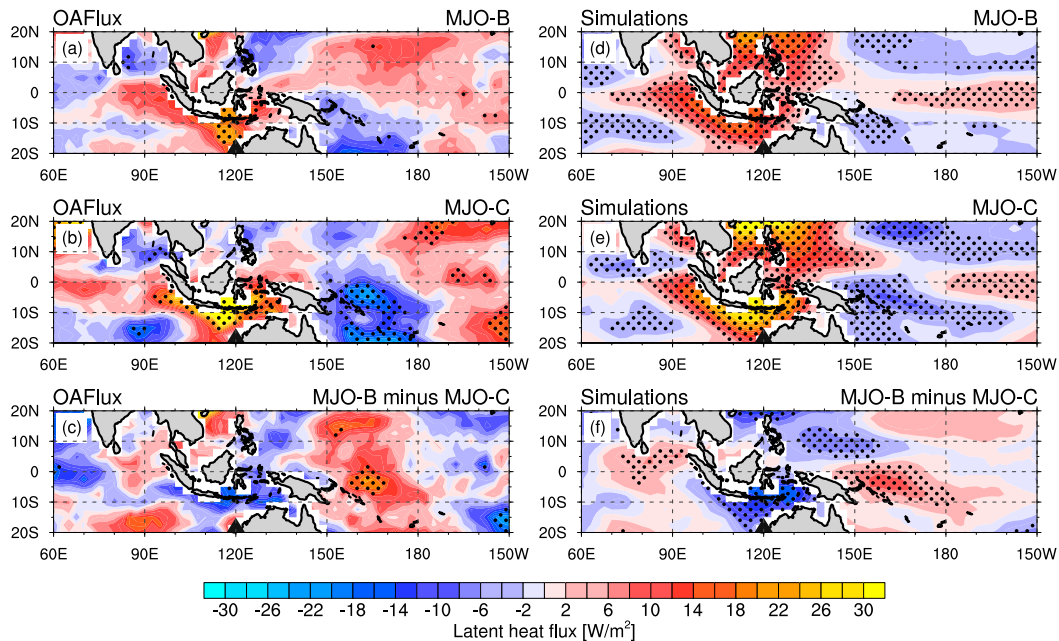 OAFlux MJO-B
(a)
20N
10N
0
10S
20S
60E 90E 120E 150E 180 150W
Simulations MJO-B
(d)
20N
10N
0
10S
20S
60E 90E 120E 150E 180 150W
OAFlux MJO-C
(b)
20N
10N
0
10S
20S
60E 90E 120E 150E 180 150W
Simulations MJO-C
(e)
20N
10N
0
10S
20S
60E 90E 120E 150E 180 150W
OAFlux MJO-B minus MJO-C
(c)
20N
10N
0
10S
20S
60E 90E 120E 150E 180 150W
Simulations MJO-B minus MJO-C
(f)
20N
10N
0
10S
20S
60E 90E 120E 150E 180 150W
-30 -26 -22 -18 -14 -10 -6 -2 2 6 10 14 18 22 26 30
Latent heat flux [W/m²]